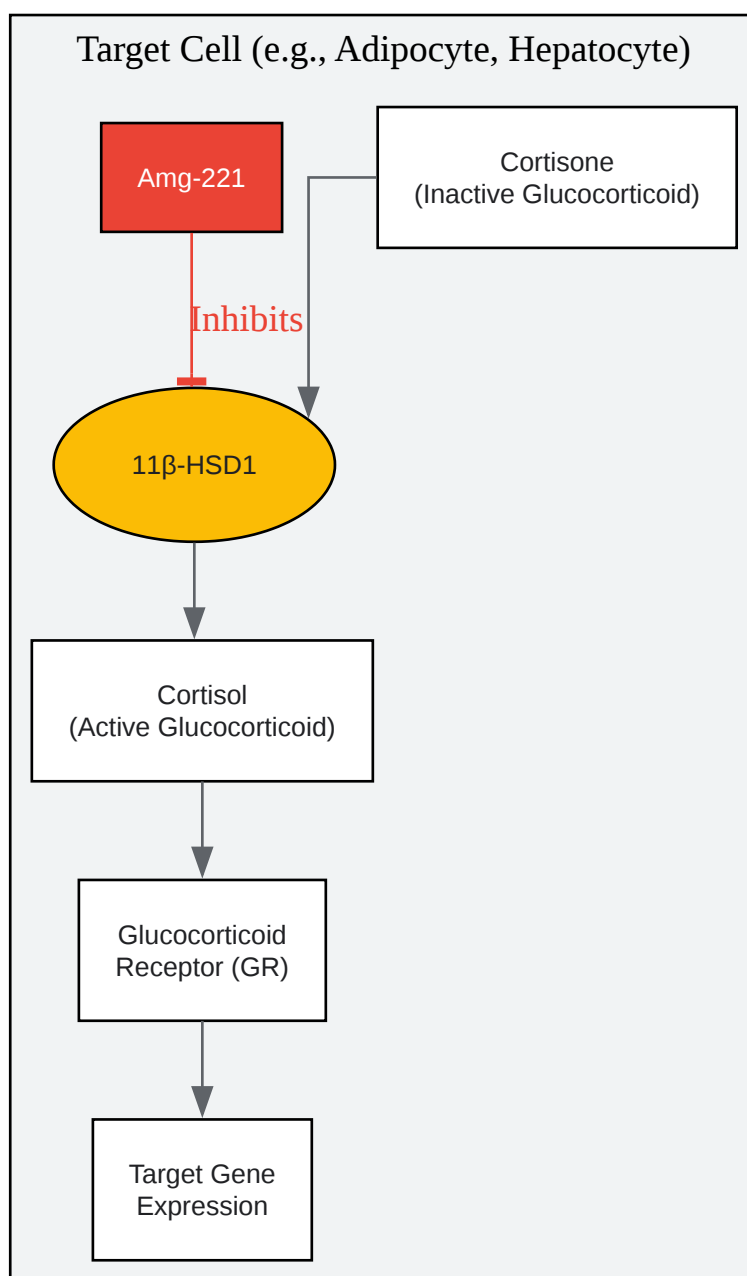 Target Cell (e.g., Adipocyte, Hepatocyte)
Amg-221
Cortisone
(Inactive Glucocorticoid)
Inhibits
11β-HSD1
Cortisol
(Active Glucocorticoid)
Glucocorticoid
Receptor (GR)
Target Gene
Expression